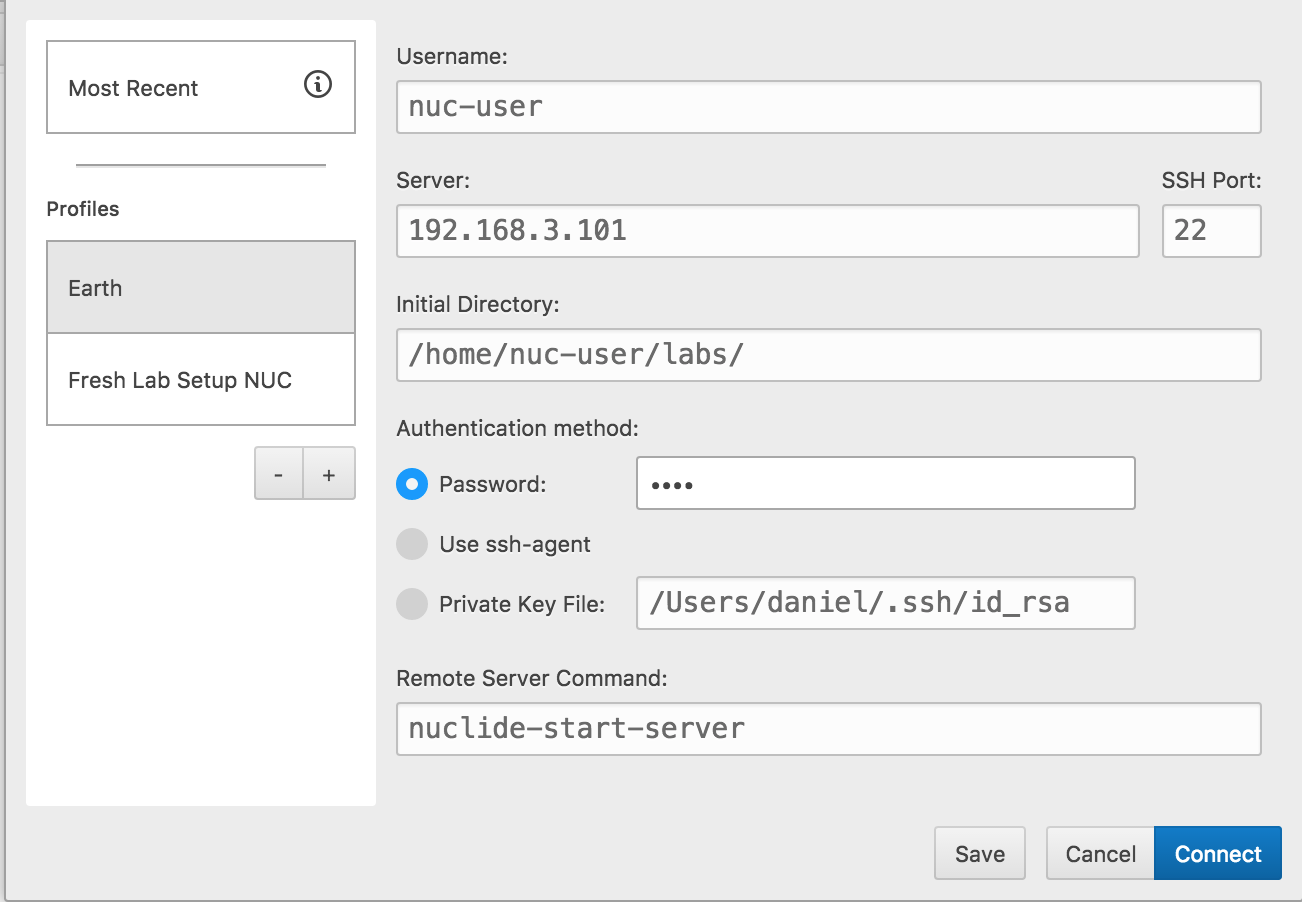 Most Recent
Profiles
Earth
Fresh Lab Setup NUC
- +
Username:
nuc-user
Server: SSH Port:
192.168.3.101 22
Initial Directory:
/home/nuc-user/labs/
Authentication method:
Password: ••••
Use ssh-agent
Private Key File: /Users/daniel/.ssh/id_rsa
Remote Server Command:
nuclide-start-server
Save Cancel Connect